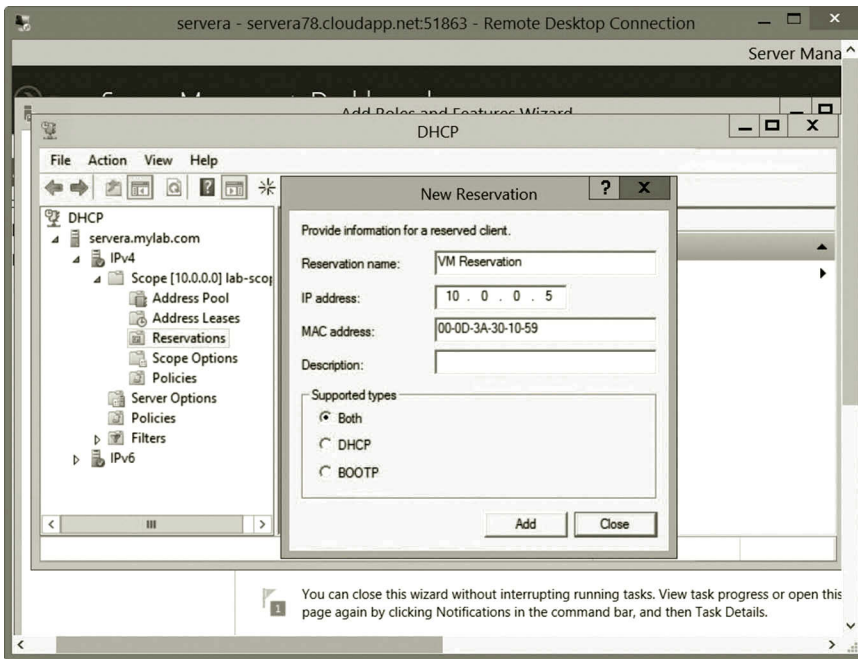 servera - servera78.cloudapp.net:51863 - Remote Desktop Connection
Server Mana
Add Roles and Features Wizard
DHCP
File Action View Help
New Reservation
DHCP
servera.mylab.com
IPv4
Scope [10.0.0.0] lab-scop
Address Pool
Address Leases
Reservations
Scope Options
Policies
Server Options
Policies
Filters
IPv6
Provide information for a reserved client.
Reservation name: VM Reservation
IP address: 10 . 0 . 0 . 5
MAC address: 00-0D-3A-30-10-59
Description:
Supported types
Both
DHCP
BOOTP
Add Close
You can close this wizard without interrupting running tasks. View task progress or open this
page again by clicking Notifications in the command bar, and then Task Details.
1